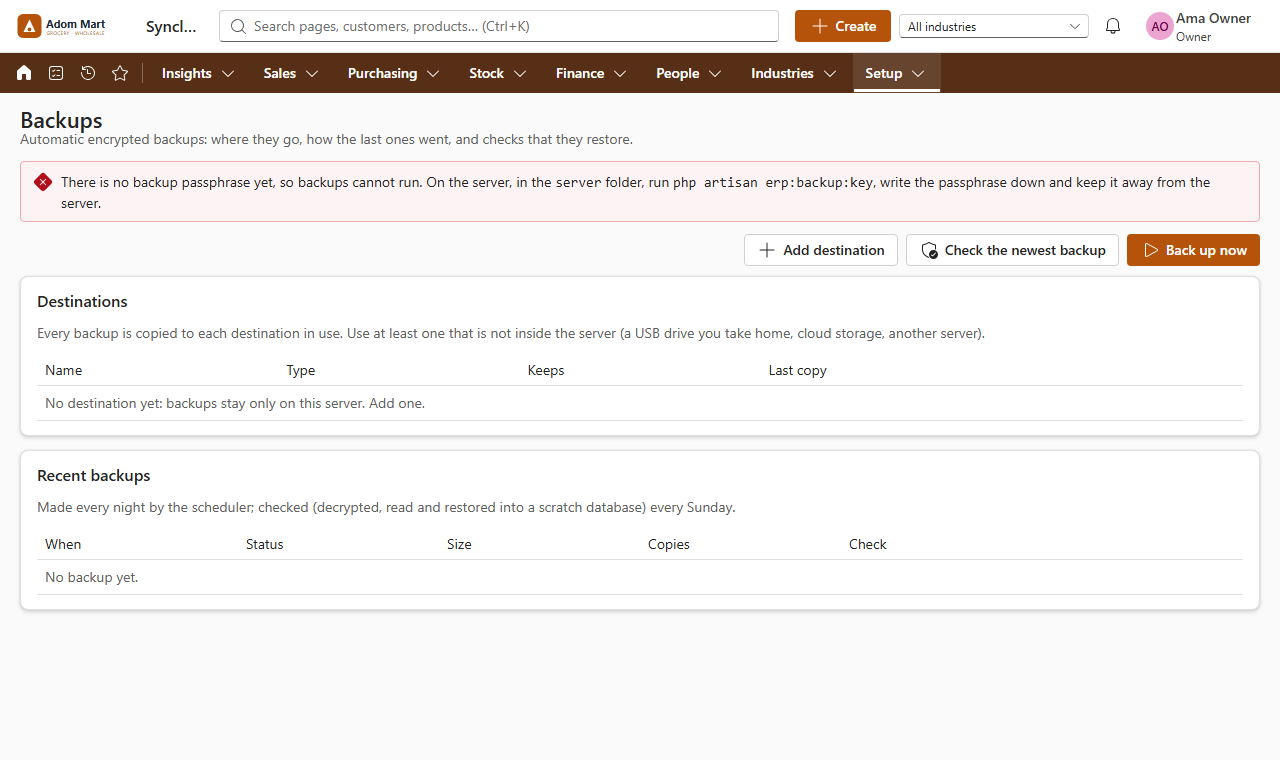 Adom Mart
GROCERY · WHOLESALE
Syncl...
Search pages, customers, products... (Ctrl+K)
Create
All industries
AO
Ama Owner
Owner
Insights
Sales
Purchasing
Stock
Finance
People
Industries
Setup
Backups
Automatic encrypted backups: where they go, how the last ones went, and checks that they restore.
There is no backup passphrase yet, so backups cannot run. On the server, in the server folder, run php artisan erp:backup:key, write the passphrase down and keep it away from the
server.
Add destination
Check the newest backup
Back up now
Destinations
Every backup is copied to each destination in use. Use at least one that is not inside the server (a USB drive you take home, cloud storage, another server).
Name Type Keeps Last copy
No destination yet: backups stay only on this server. Add one.
Recent backups
Made every night by the scheduler; checked (decrypted, read and restored into a scratch database) every Sunday.
When Status Size Copies Check
No backup yet.